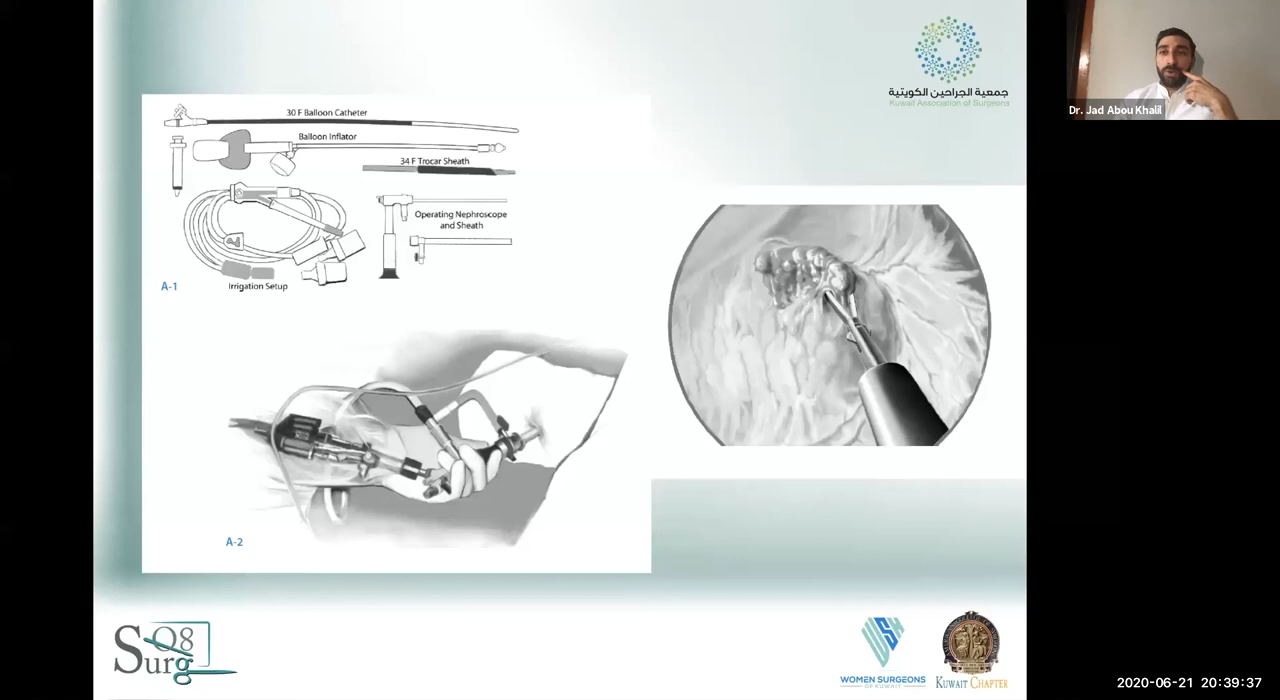 جمعية الجراحين الكويتية
Kuwait Association of Surgeons
Dr. Jad Abou Khalil
30 F Balloon Catheter
Balloon Inflator
34 F Trocar Sheath
Operating Nephroscope
and Sheath
A-1
Irrigation Setup
A-2
Q8
Surg
WOMEN SURGEONS
OF KUWAIT
KUWAIT CHAPTER
2020-06-21 20:39:37